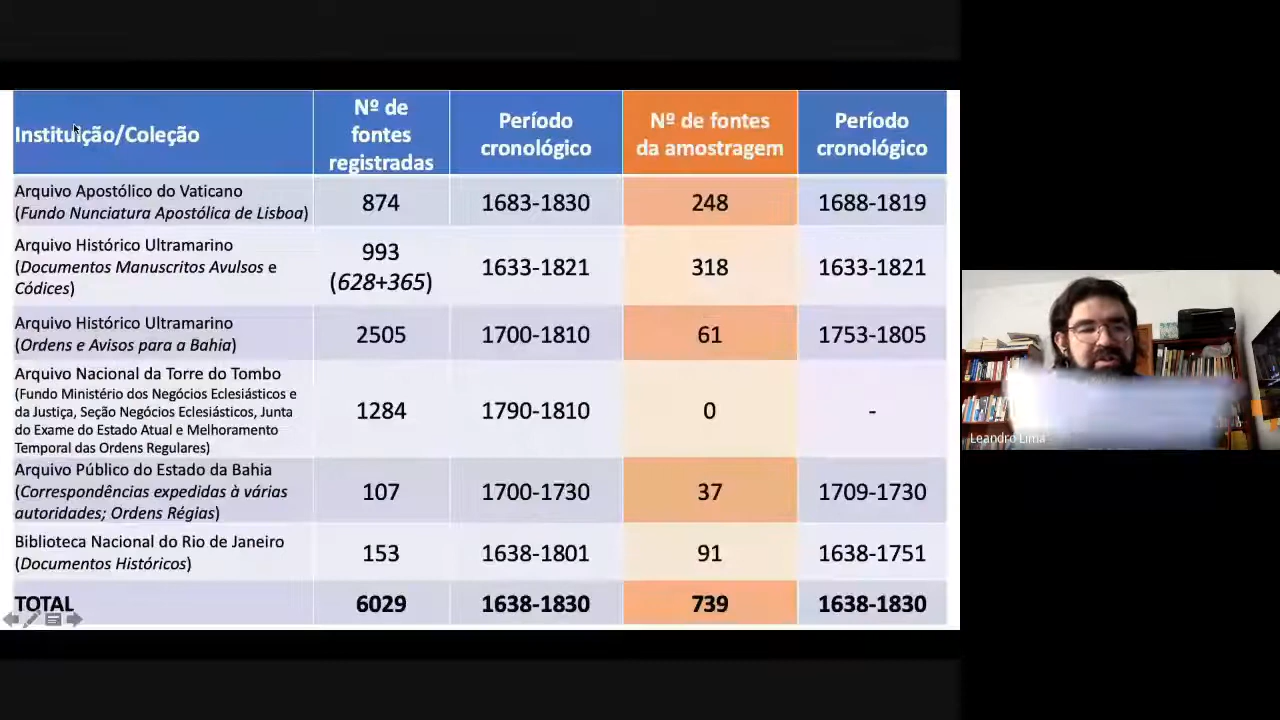 Instituição/Coleção
Nº de
fontes
registradas
Período
cronológico
Nº de fontes
da amostragem
Período
cronológico
Arquivo Apostólico do Vaticano
(Fundo Nunciatura Apostólica de Lisboa)
874
1683-1830
248
1688-1819
Arquivo Histórico Ultramarino
(Documentos Manuscritos Avulsos e
Códices)
993
(628+365)
1633-1821
318
1633-1821
Arquivo Histórico Ultramarino
(Ordens e Avisos para a Bahia)
2505
1700-1810
61
1753-1805
Arquivo Nacional da Torre do Tombo
(Fundo Ministério dos Negócios Eclesiásticos e
da Justiça, Seção Negócios Eclesiásticos, Junta
do Exame do Estado Atual e Melhoramento
Temporal das Ordens Regulares)
1284
1790-1810
0
-
Arquivo Público do Estado da Bahia
(Correspondências expedidas à várias
autoridades; Ordens Régias)
107
1700-1730
37
1709-1730
Biblioteca Nacional do Rio de Janeiro
(Documentos Históricos)
153
1638-1801
91
1638-1751
TOTAL
6029
1638-1830
739
1638-1830
Leandro Lima